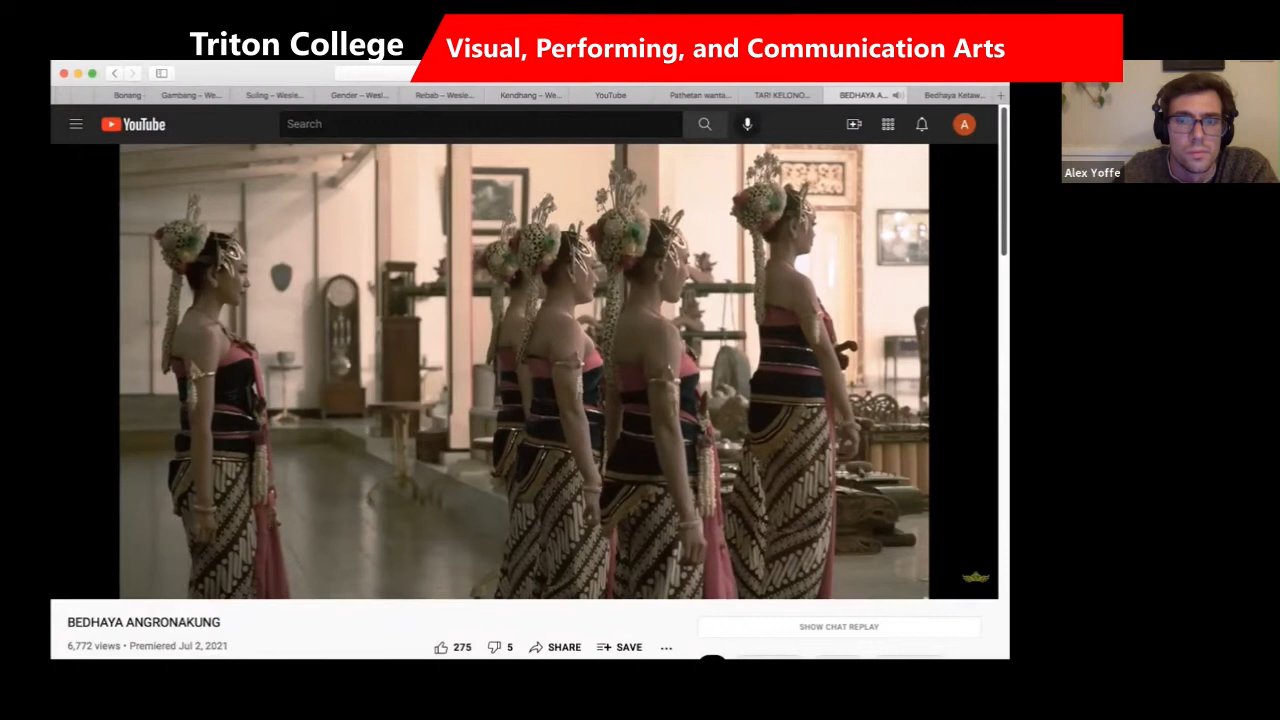 Triton College
Visual, Performing, and Communication Arts
Bonang
Gambang – We...
Suling – Wesle...
Gender – Wesl...
Rebab – Wesle...
Kendhang – We...
YouTube
Pathetan wanta...
TARI KELONO...
BEDHAYA A...
Bedhaya Ketaw...
YouTube
Search
A
Alex Yoffe
BEDHAYA ANGRONAKUNG
6,772 views • Premiered Jul 2, 2021
275
5
SHARE
SAVE
SHOW CHAT REPLAY